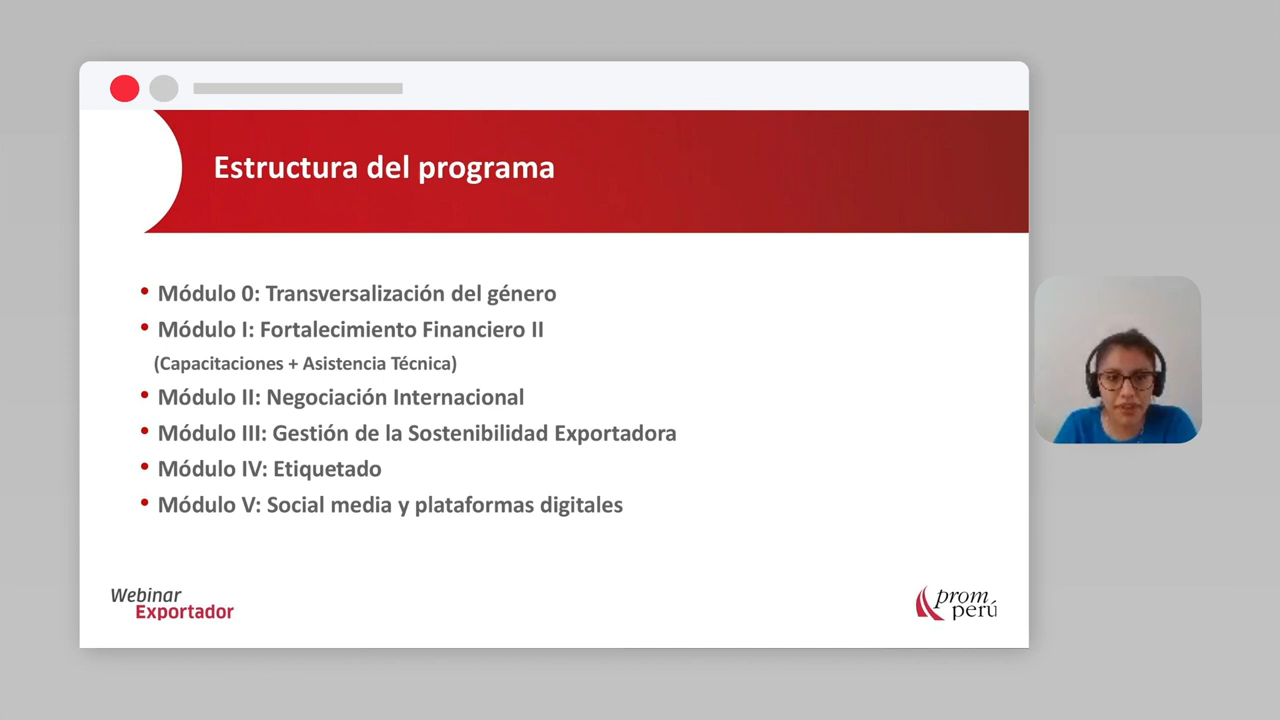 Estructura del programa
• Módulo 0: Transversalización del género
• Módulo I: Fortalecimiento Financiero II
(Capacitaciones + Asistencia Técnica)
• Módulo II: Negociación Internacional
• Módulo III: Gestión de la Sostenibilidad Exportadora
• Módulo IV: Etiquetado
• Módulo V: Social media y plataformas digitales
Webinar
Exportador
prom
perú